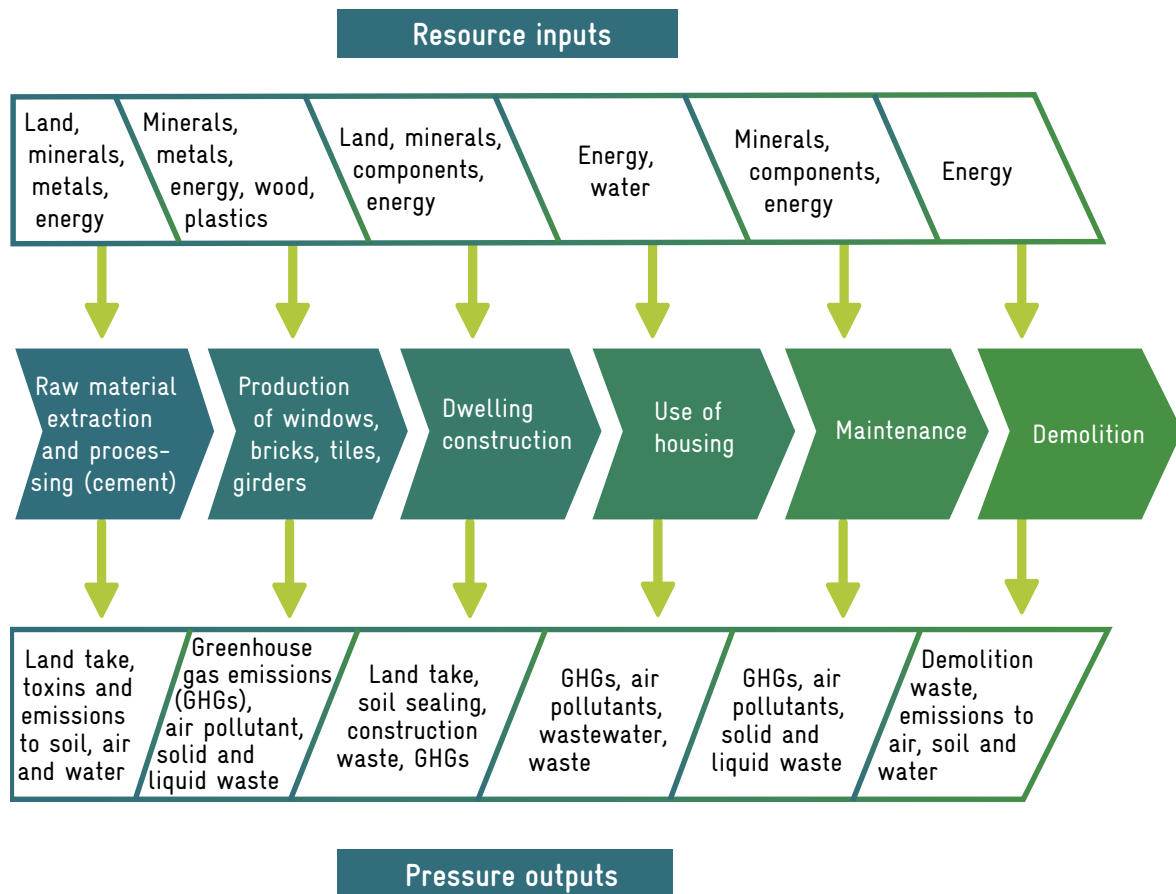 Resource inputs
Land,
minerals,
metals,
energy
Minerals,
metals,
energy, wood,
plastics
Land, minerals,
components,
energy
Energy,
water
Minerals,
components,
energy
Energy
Raw material
extraction
and proces-
sing (cement)
Production
of windows,
bricks, tiles,
girders
Dwelling
construction
Use of
housing
Maintenance
Demolition
Land take,
toxins and
emissions
to soil, air
and water
Greenhouse
gas emissions
(GHGs),
air pollutant,
solid and
liquid waste
Land take,
soil sealing,
construction
waste, GHGs
GHGs, air
pollutants,
wastewater,
waste
GHGs, air
pollutants,
solid and
liquid waste
Demolition
waste,
emissions to
air, soil and
water
Pressure outputs